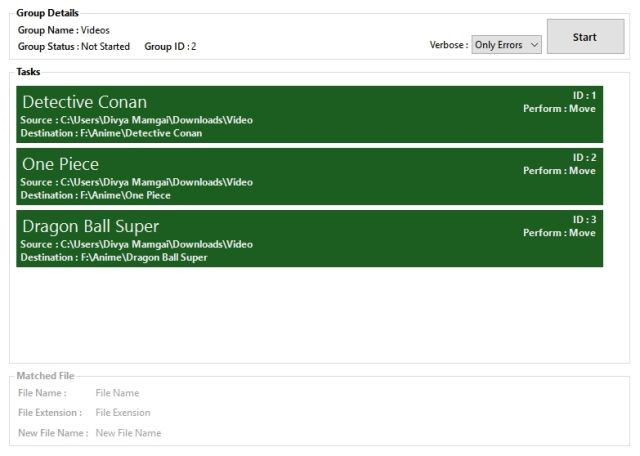 Group Details
Group Name : Videos
Group Status : Not Started Group ID : 2
Verbose : Only Errors
Start
Tasks
Detective Conan
ID : 1
Perform : Move
Source : C:\Users\Divya Mamgai\Downloads\Video
Destination : F:\Anime\Detective Conan
One Piece
ID : 2
Perform : Move
Source : C:\Users\Divya Mamgai\Downloads\Video
Destination : F:\Anime\One Piece
Dragon Ball Super
ID : 3
Perform : Move
Source : C:\Users\Divya Mamgai\Downloads\Video
Destination : F:\Anime\Dragon Ball Super
Matched File
File Name : File Name
File Extension : File Exension
New File Name : New File Name